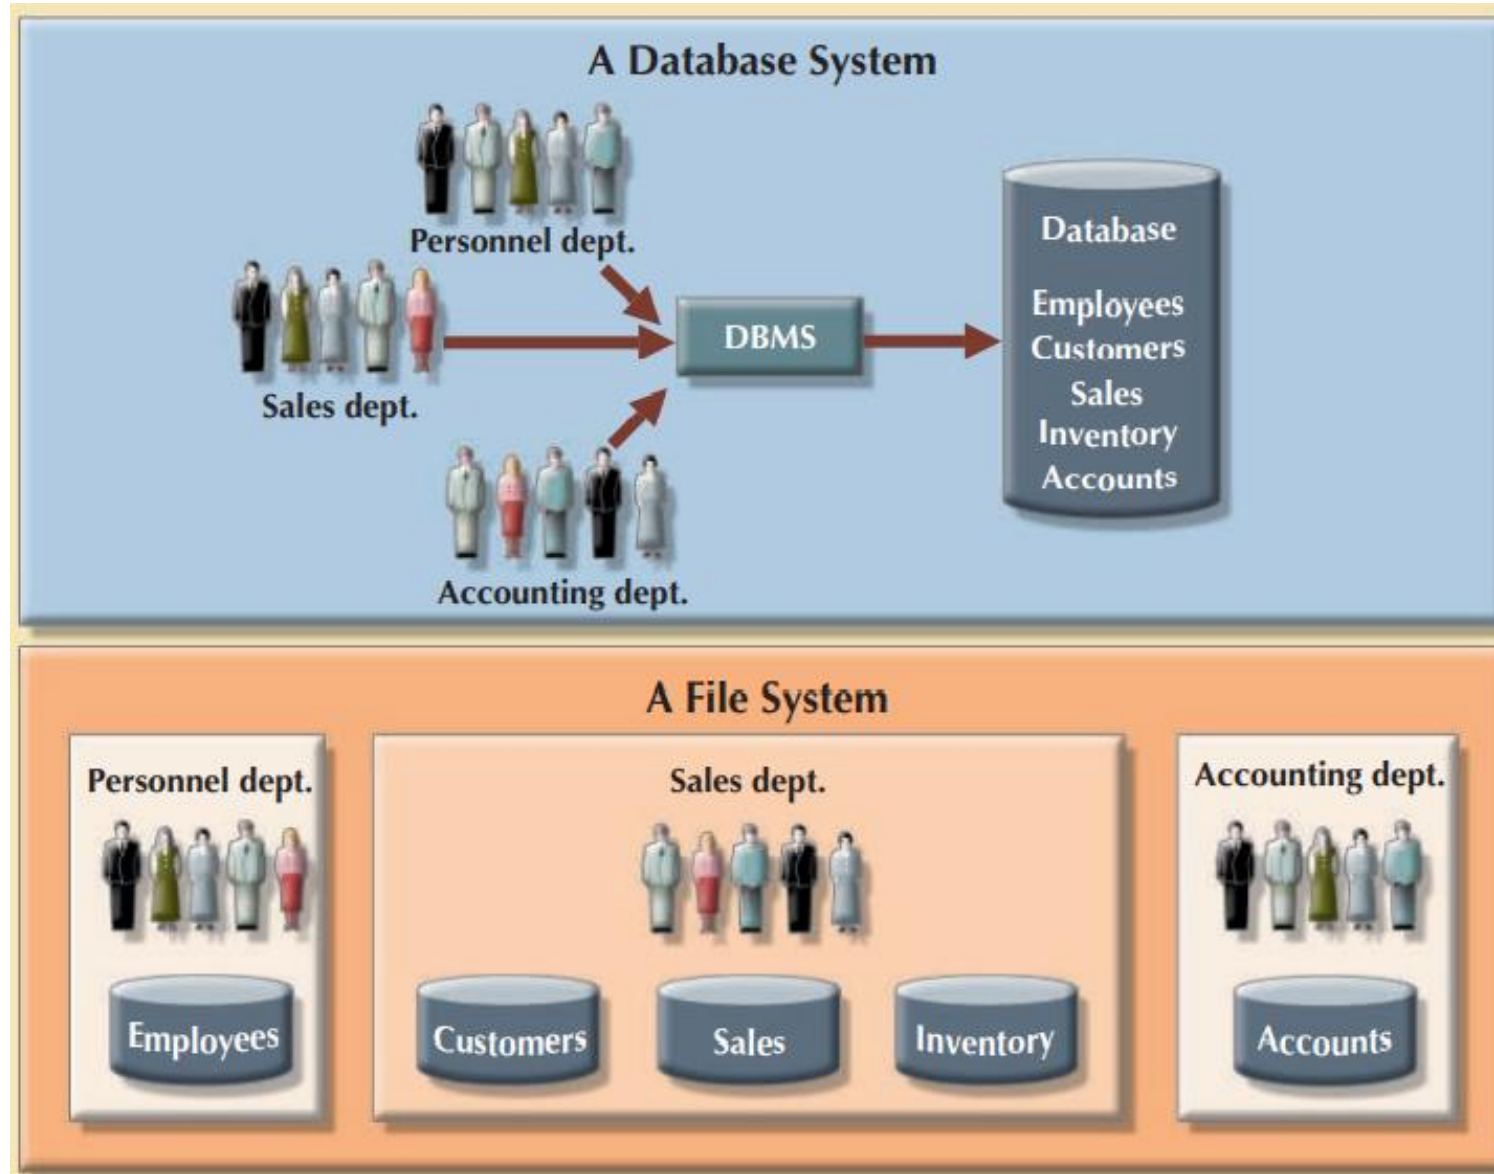 A Database System
Personnel dept.
Sales dept.
Accounting dept.
DBMS
Database
Employees
Customers
Sales
Inventory
Accounts
A File System
Personnel dept.
Employees
Sales dept.
Customers
Sales
Inventory
Accounting dept.
Accounts